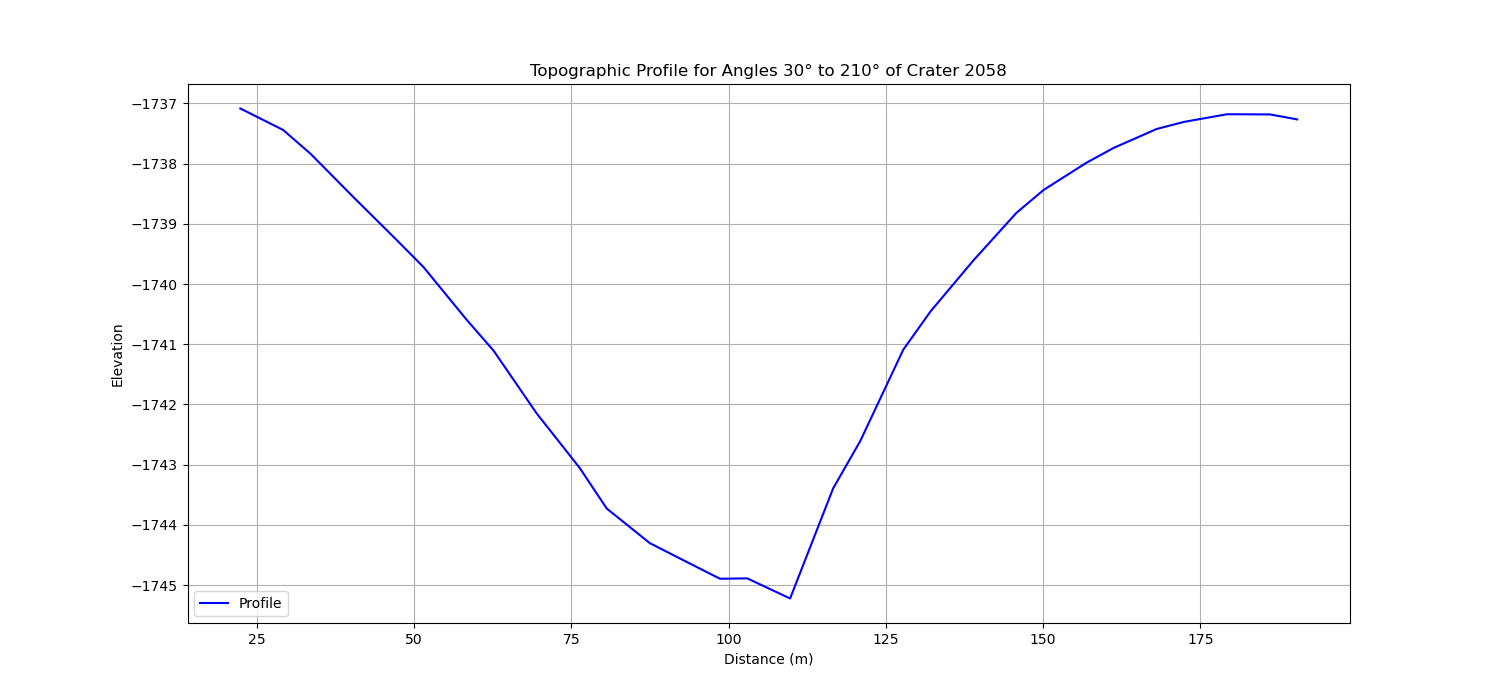 Topographic Profile for Angles 30° to 210° of Crater 2058
Elevation
−1737
−1738
−1739
−1740
−1741
−1742
−1743
−1744
−1745
Profile
25 50 75 100 125 150 175
Distance (m)